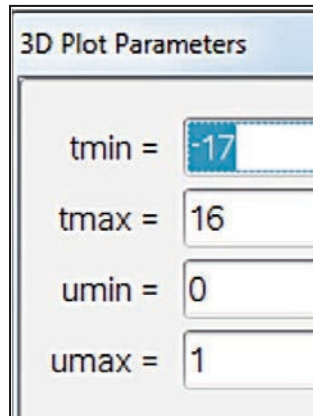 3D Plot Parameters
tmin = -17
tmax = 16
umin = 0
umax = 1